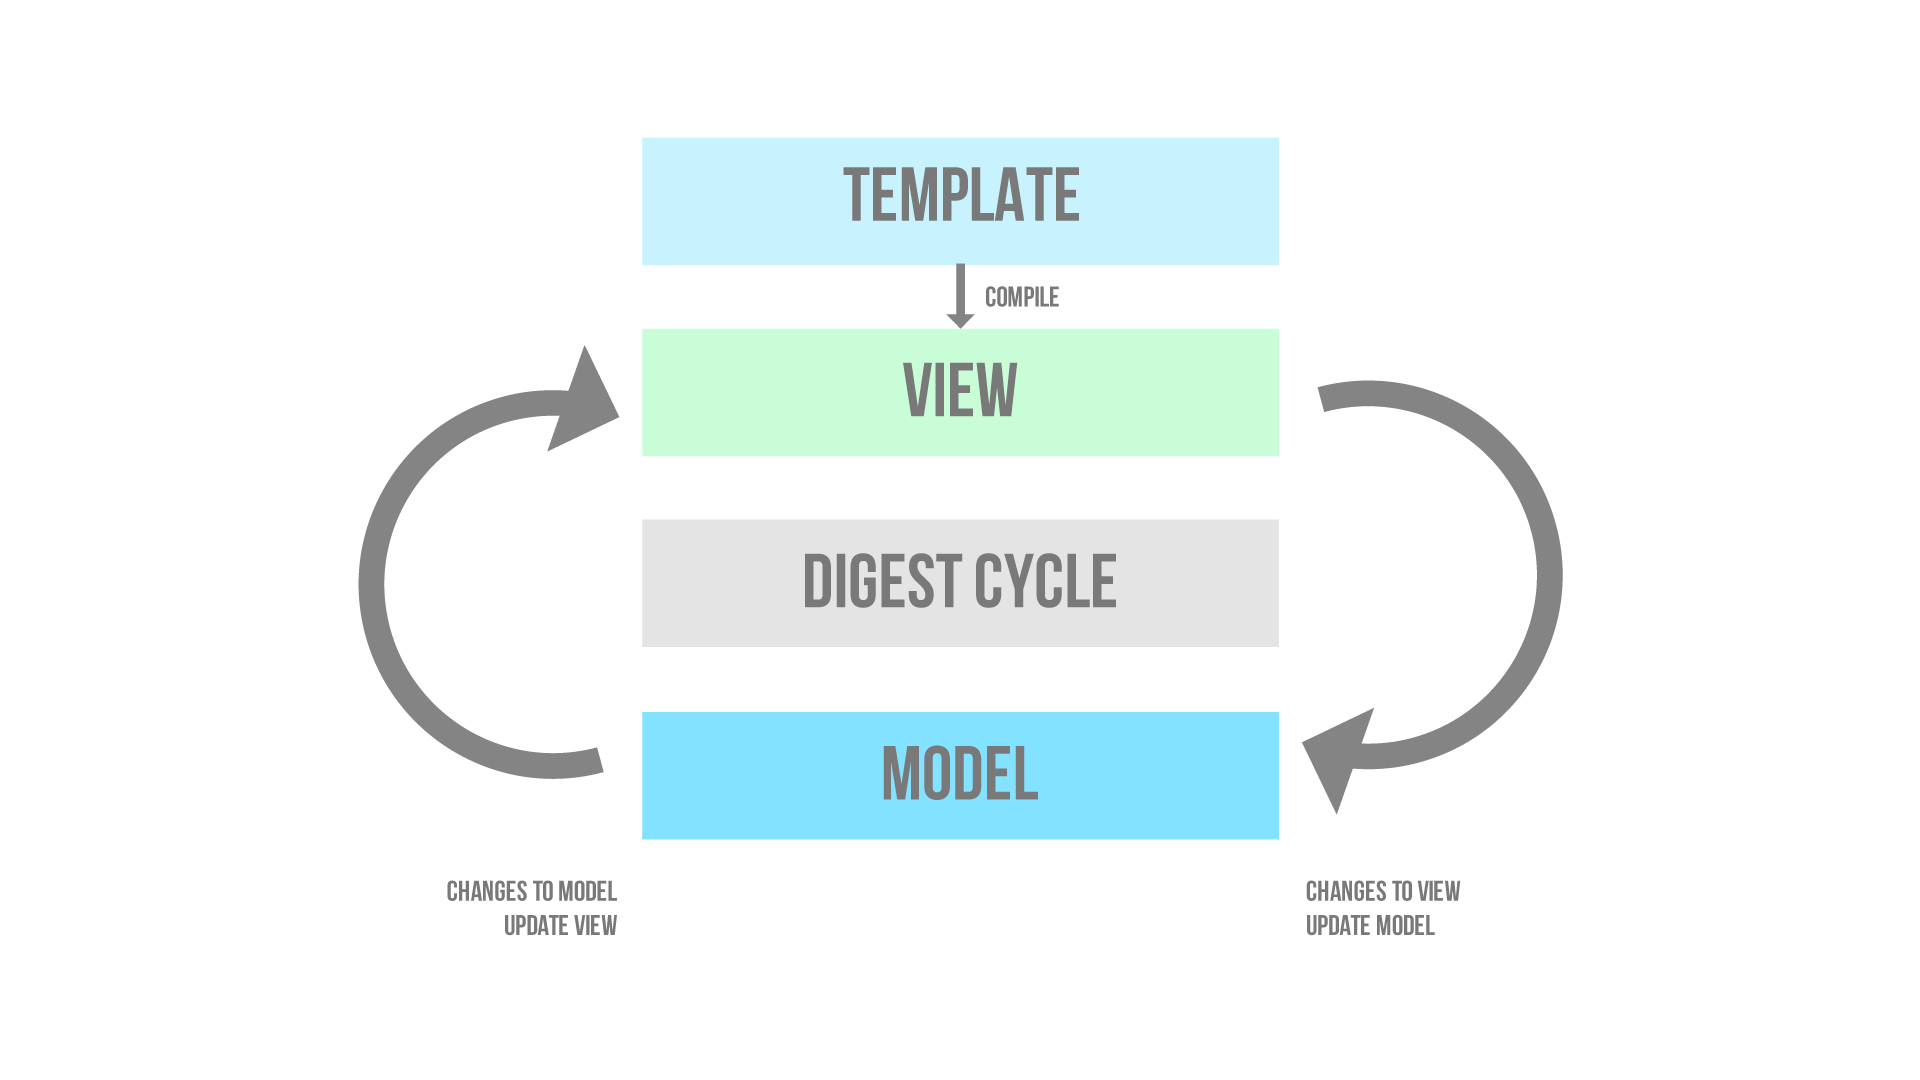 TEMPLATE
COMPILE
VIEW
DIGEST CYCLE
MODEL
CHANGES TO MODEL
UPDATE VIEW
CHANGES TO VIEW
UPDATE MODEL